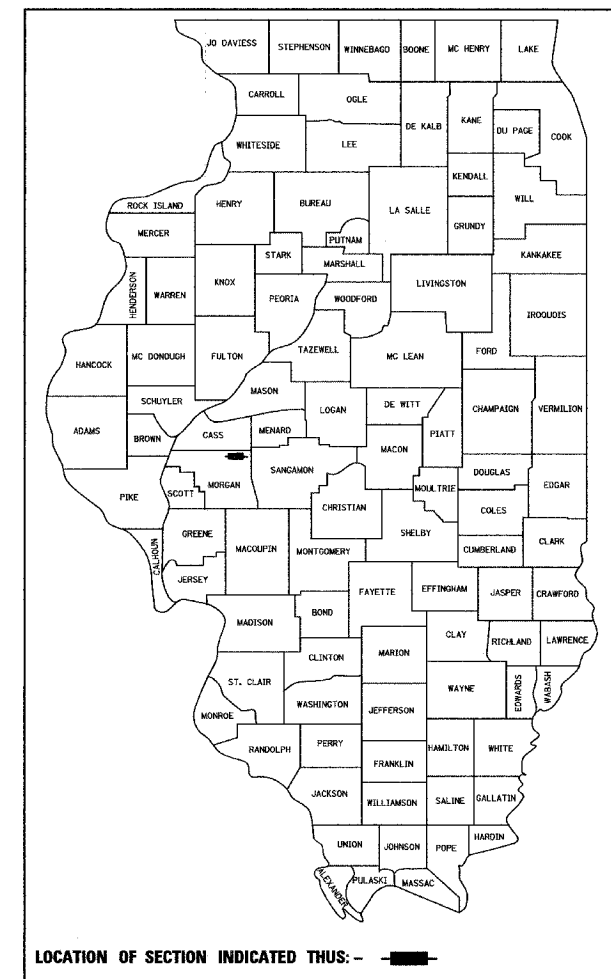 JO DAVIESS STEPHENSON WINNEBAGO BOONE MC HENRY LAKE
CARROLL OGLE DE KALB KANE DU PAGE COOK
WHITESIDE LEE
KENDALL WILL
ROCK ISLAND HENRY BUREAU LA SALLE GRUNDY
MERCER PUTNAM
STARK MARSHALL KANKAKEE
HENDERSON WARREN KNOX PEORIA WOODFORD LIVINGSTON
IROQUOIS
HANCOCK MC DONOUGH FULTON TAZEWELL MC LEAN FORD
SCHUYLER MASON LOGAN DE WITT CHAMPAIGN VERMILION
ADAMS BROWN CASS MENARD PIATT
MACON
PIKE SCOTT MORGAN SANGAMON MOULTRIE DOUGLAS EDGAR
CHRISTIAN COLES
CALHOUN GREENE MACOUPIN MONTGOMERY SHELBY CUMBERLAND CLARK
JERSEY FAYETTE EFFINGHAM JASPER CRAWFORD
MADISON BOND
CLAY RICHLAND LAWRENCE
CLINTON MARION
ST. CLAIR WAYNE EDWARDS WABASH
MONROE WASHINGTON JEFFERSON
RANDOLPH PERRY HAMILTON WHITE
FRANKLIN
JACKSON WILLIAMSON SALINE GALLATIN
UNION JOHNSON POPE HARDIN
ALEXANDER PULASKI MASSAC
LOCATION OF SECTION INDICATED THUS: -